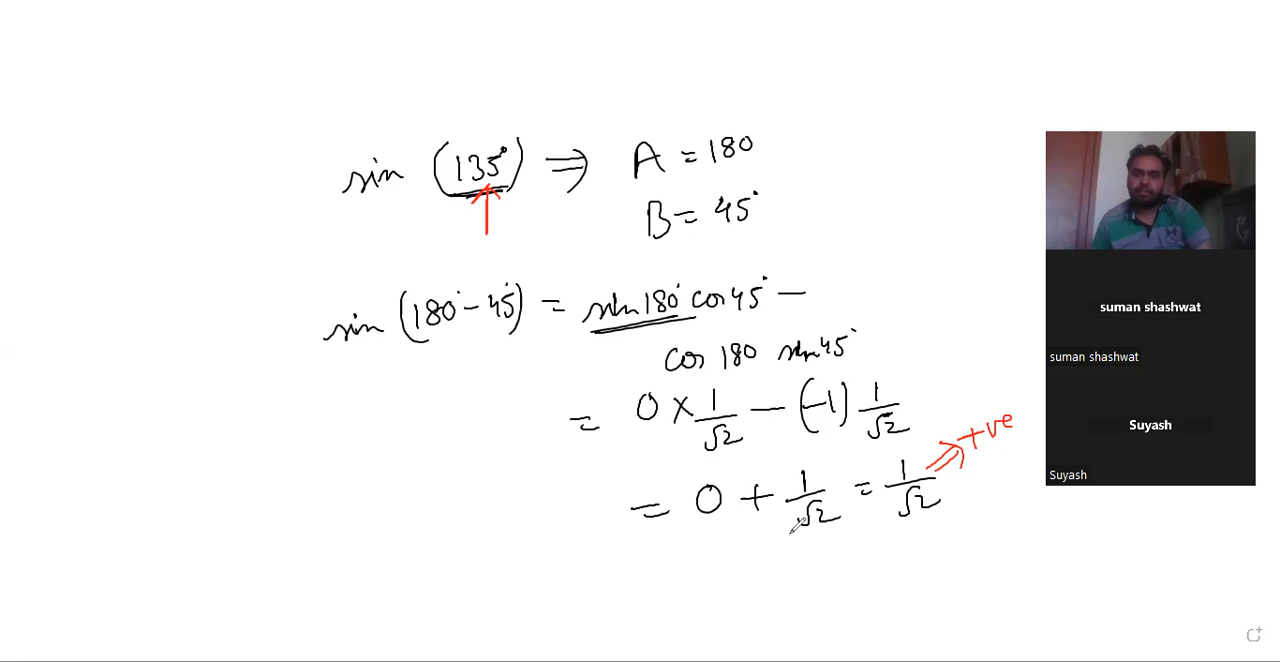 sin (135°) ⇒ A = 180
B = 45°
sin (180° - 45°) = sin 180° cos 45° -
cos 180 sin 45°
= 0 × 1/√2 - (-1) 1/√2
= 0 + 1/√2 = 1/√2 ⇒ +ve
suman shashwat
suman shashwat
Suyash
Suyash